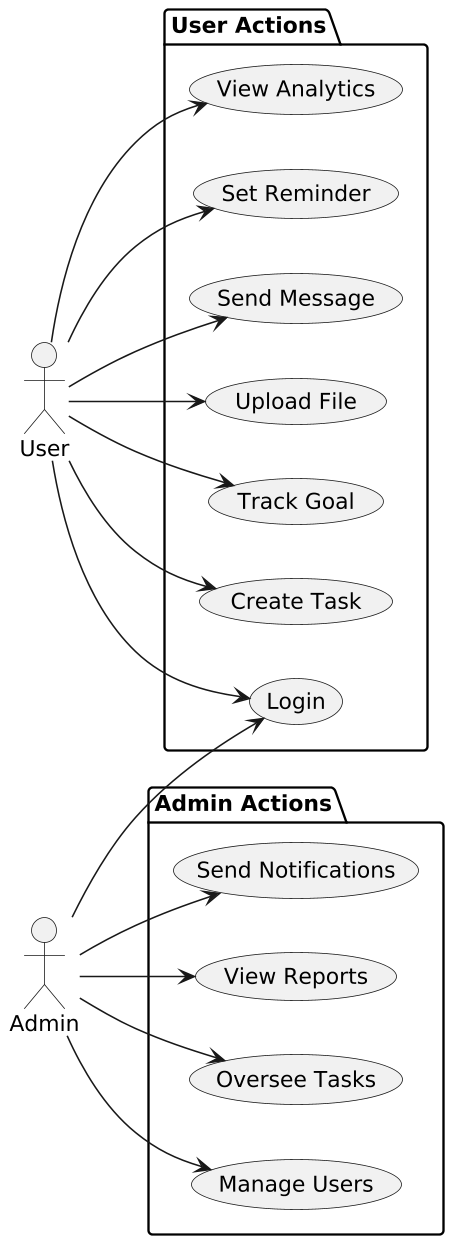 User Actions
View Analytics
Set Reminder
Send Message
Upload File
Track Goal
Create Task
Login
User
Admin Actions
Send Notifications
View Reports
Oversee Tasks
Manage Users
Admin